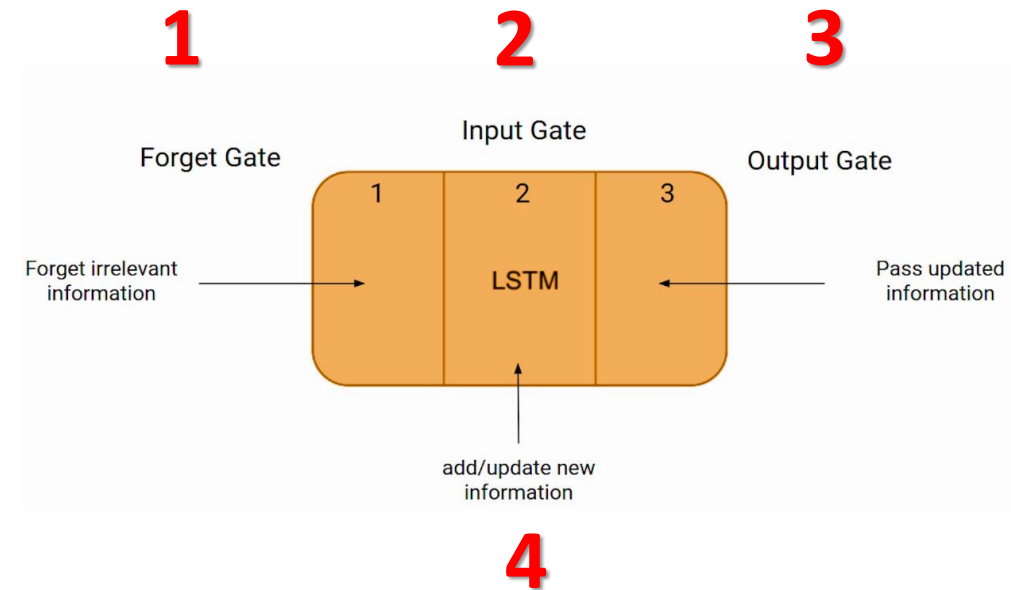 1
2
3
Input Gate
Forget Gate
Output Gate
1
2
3
Forget irrelevant
information
LSTM
Pass updated
information
add/update new
information
4